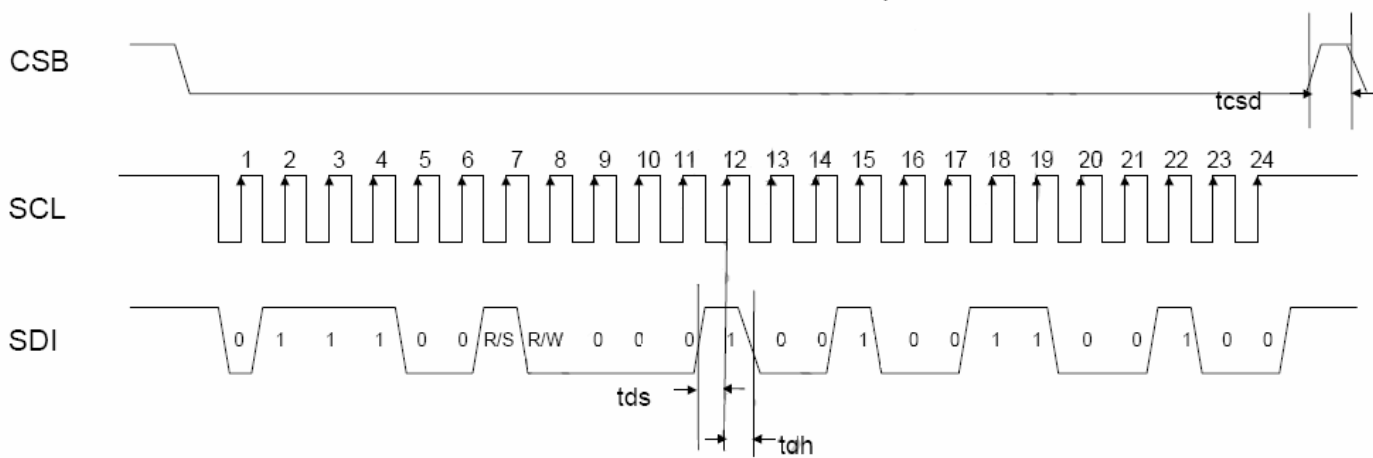 CSB
tcsd
1 2 3 4 5 6 7 8 9 10 11 12 13 14 15 16 17 18 19 20 21 22 23 24
SCL
SDI 0 1 1 1 0 0 R/S R/W 0 0 0 1 0 0 1 0 0 1 1 0 0 1 0 0
tds
tdh